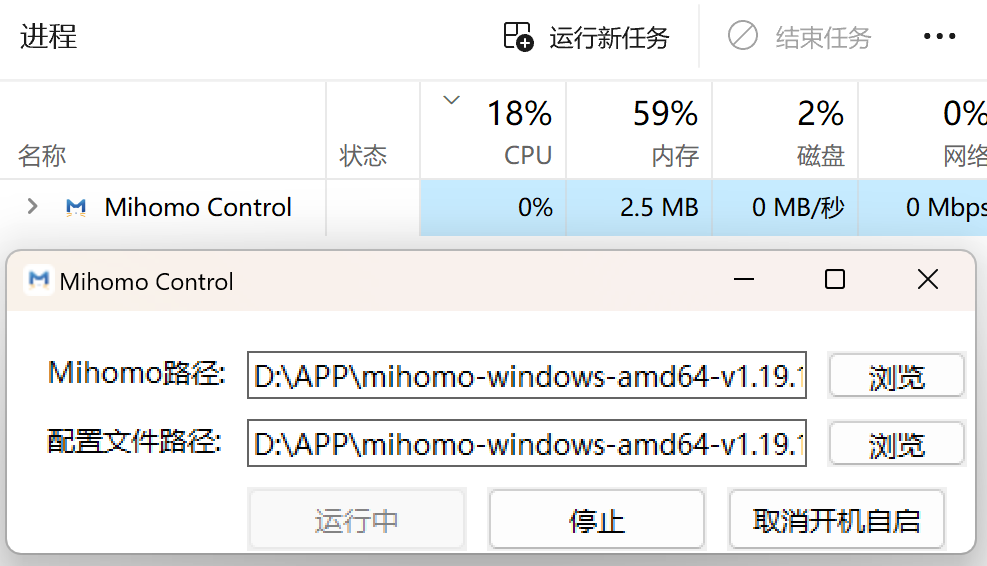 进程 运行新任务 结束任务
18% 59% 2% 0%
名称 状态 CPU 内存 磁盘 网络
Mihomo Control 0% 2.5 MB 0 MB/秒 0 Mbps
Mihomo Control
Mihomo路径: D:\APP\mihomo-windows-amd64-v1.19.1 浏览
配置文件路径: D:\APP\mihomo-windows-amd64-v1.19.1 浏览
运行中 停止 取消开机自启